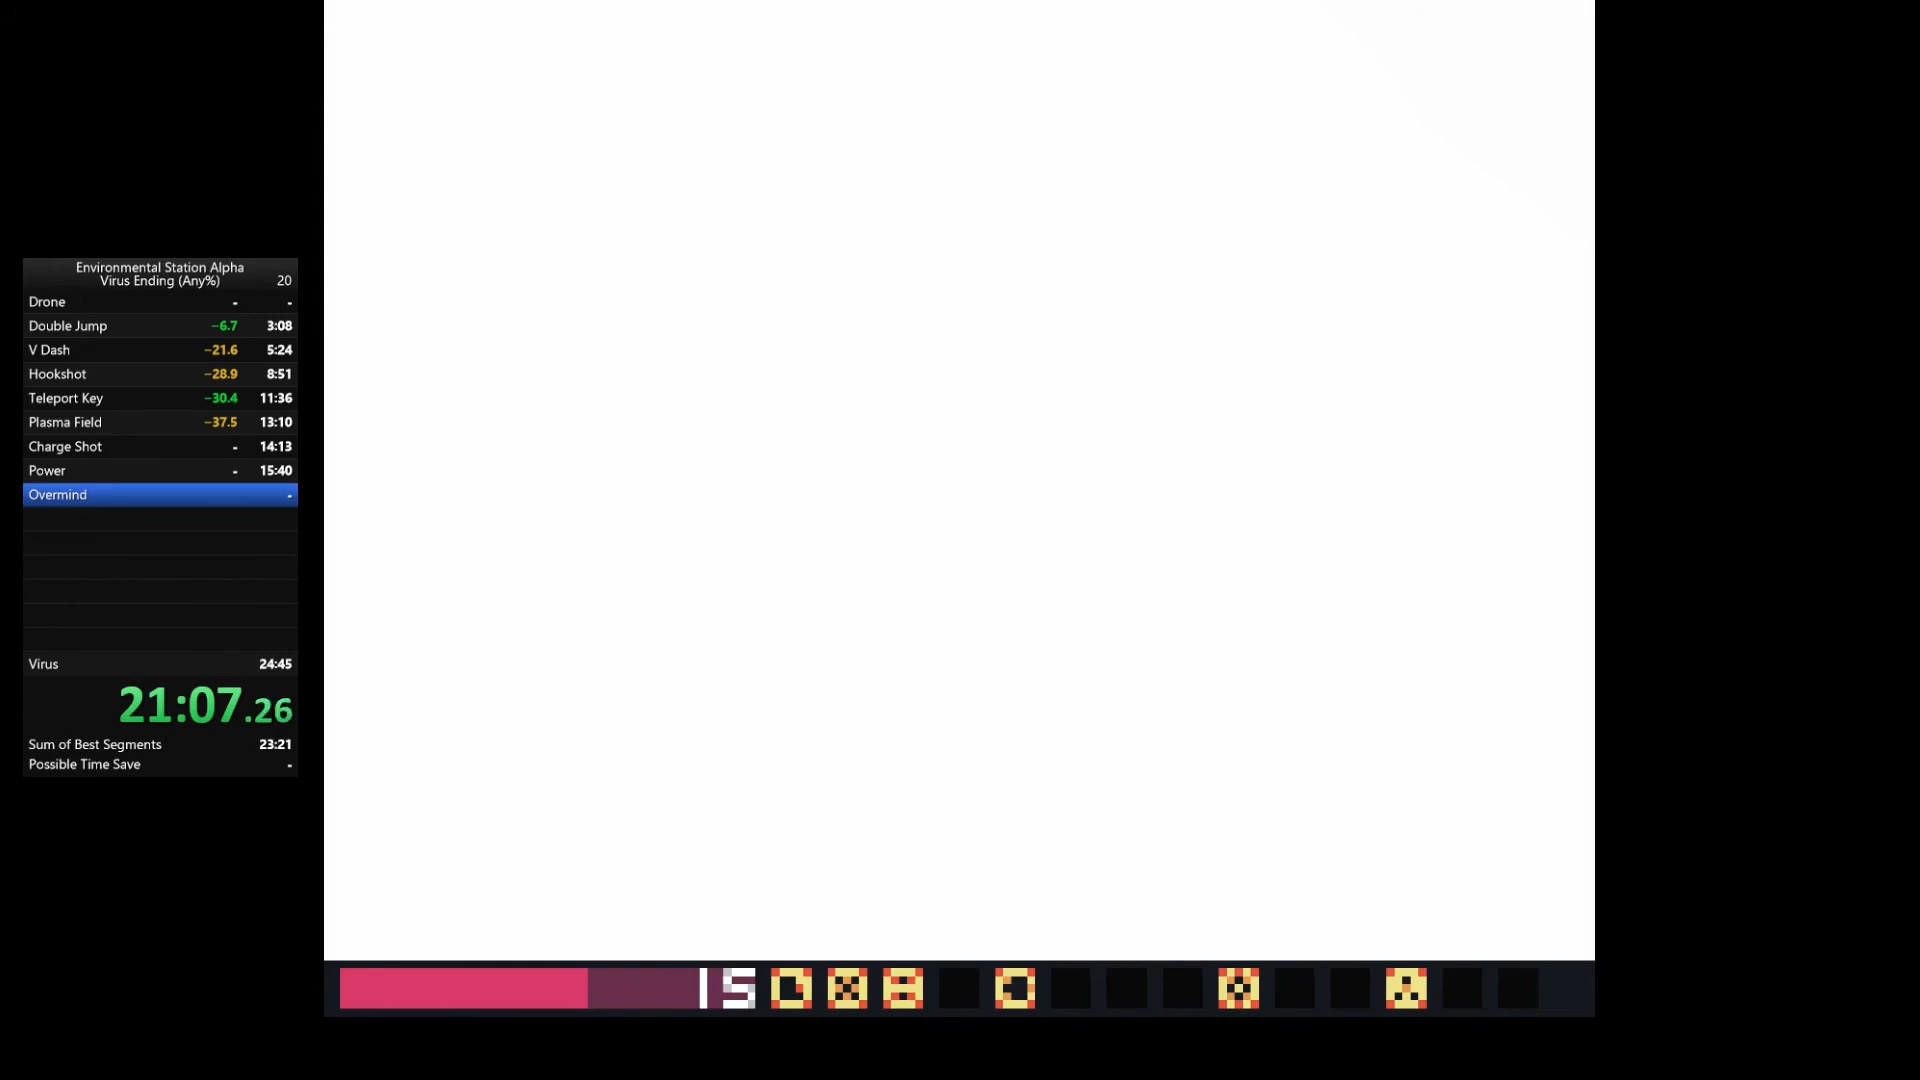 Environmental Station Alpha
Virus Ending (Any%) 20
Drone - -
Double Jump −6.7 3:08
V Dash −21.6 5:24
Hookshot −28.9 8:51
Teleport Key −30.4 11:36
Plasma Field −37.5 13:10
Charge Shot - 14:13
Power - 15:40
Overmind -
Virus 24:45
21:07.26
Sum of Best Segments 23:21
Possible Time Save -
15